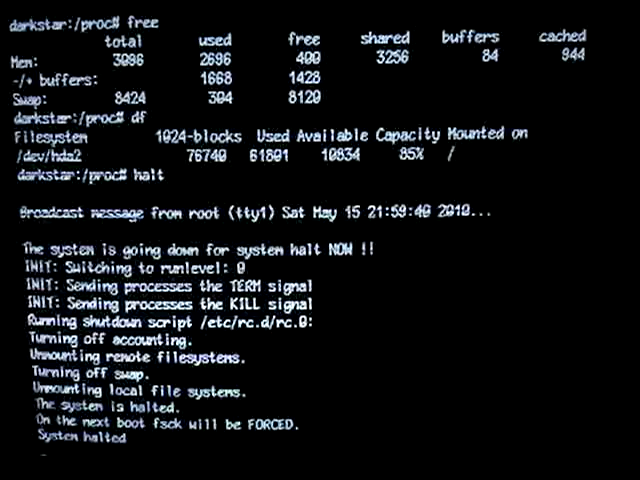 darkstar:/proc# free
total used free shared buffers cached
Mem: 3096 2696 400 3256 84 944
-/+ buffers: 1668 1428
Swap: 8424 304 8120
darkstar:/proc# df
Filesystem 1024-blocks Used Available Capacity Mounted on
/dev/hda2 76740 61801 10834 85% /
darkstar:/proc# halt
Broadcast message from root (tty1) Sat May 15 21:59:40 2010...
The system is going down for system halt NOW !!
INIT: Switching to runlevel: 0
INIT: Sending processes the TERM signal
INIT: Sending processes the KILL signal
Running shutdown script /etc/rc.d/rc.0:
Turning off accounting.
Unmounting remote filesystems.
Turning off swap.
Unmounting local file systems.
The system is halted.
On the next boot fsck will be FORCED.
System halted